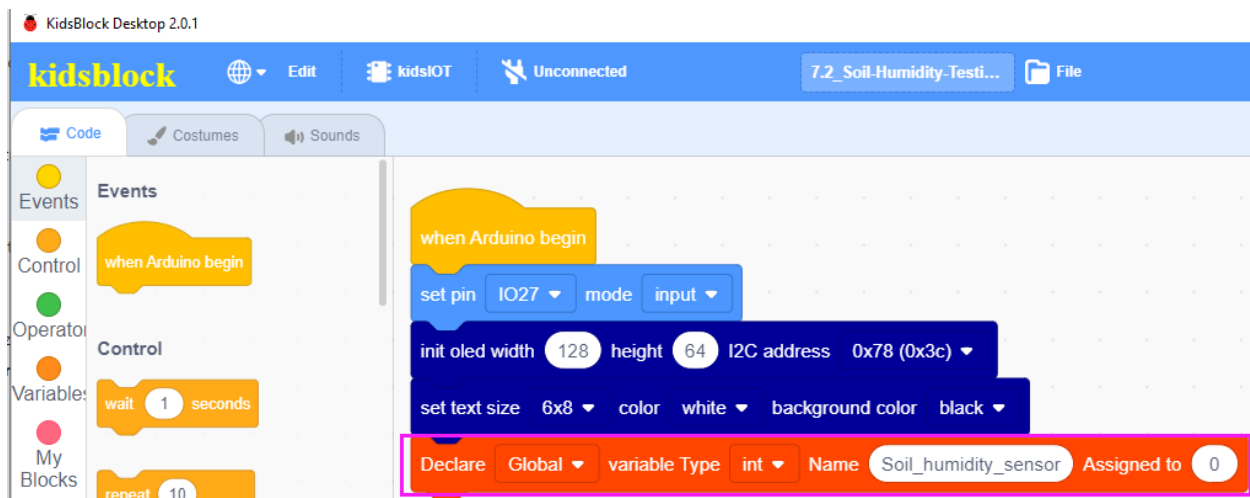 KidsBlock Desktop 2.0.1
kidsblock Edit kidsIOT Unconnected 7.2_Soil-Humidity-Testi... File
Code Costumes Sounds
Events
Control
Operator
Variables
My
Blocks
Events
when Arduino begin
Control
wait 1 seconds
repeat 10
when Arduino begin
set pin IO27 mode input
init oled width 128 height 64 I2C address 0x78 (0x3c)
set text size 6x8 color white background color black
Declare Global variable Type int Name Soil_humidity_sensor Assigned to 0